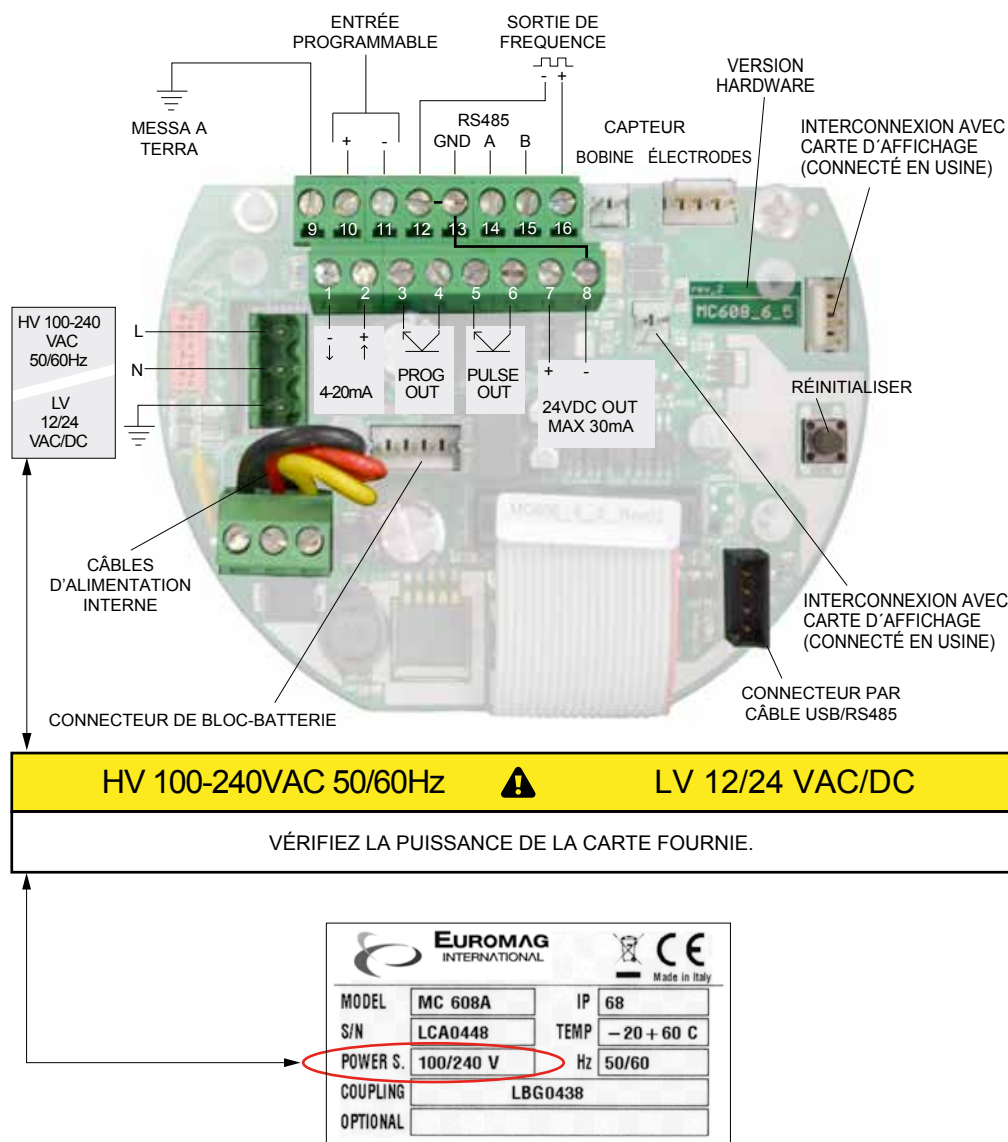 ENTRÉE
PROGRAMMABLE
SORTIE DE
FREQUENCE
- +
MESSA A
TERRA
+ -
RS485
GND A B
CAPTEUR
BOBINE ÉLECTRODES
VERSION
HARDWARE
INTERCONNEXION AVEC
CARTE D´AFFICHAGE
(CONNECTÉ EN USINE)
9 10 11 12 13 14 15 16
1 2 3 4 5 6 7 8
rev_2
MC608_6_5
HV 100-240
VAC
50/60Hz
LV
12/24
VAC/DC
L
N
- +
4-20mA
PROG
OUT
PULSE
OUT
+ -
24VDC OUT
MAX 30mA
RÉINITIALISER
CÂBLES
D'ALIMENTATION
INTERNE
INTERCONNEXION AVEC
CARTE D´AFFICHAGE
(CONNECTÉ EN USINE)
CONNECTEUR DE BLOC-BATTERIE
CONNECTEUR PAR
CÂBLE USB/RS485
HV 100-240VAC 50/60Hz LV 12/24 VAC/DC
VÉRIFIEZ LA PUISSANCE DE LA CARTE FOURNIE.
EUROMAG
INTERNATIONAL
CE
Made in Italy
MODEL MC 608A IP 68
S/N LCA0448 TEMP −20 + 60 C
POWER S. 100/240 V Hz 50/60
COUPLING LBG0438
OPTIONAL